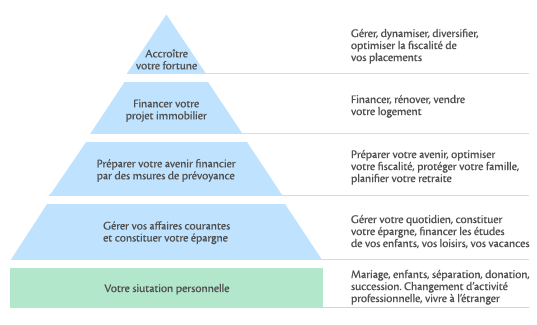 Accroître
votre fortune
Gérer, dynamiser, diversifier,
optimiser la fiscalité de
vos placements
Financer votre
projet immobilier
Financer, rénover, vendre
votre logement
Préparer votre avenir financier
par des msures de prévoyance
Préparer votre avenir, optimiser
votre fiscalité, protéger votre famille,
planifier votre retraite
Gérer vos affaires courantes
et constituer votre épargne
Gérer votre quotidien, constituer
votre épargne, financer les études
de vos enfants, vos loisirs, vos vacances
Votre siutation personnelle
Mariage, enfants, séparation, donation,
succession. Changement d'activité
professionnelle, vivre à l'étranger